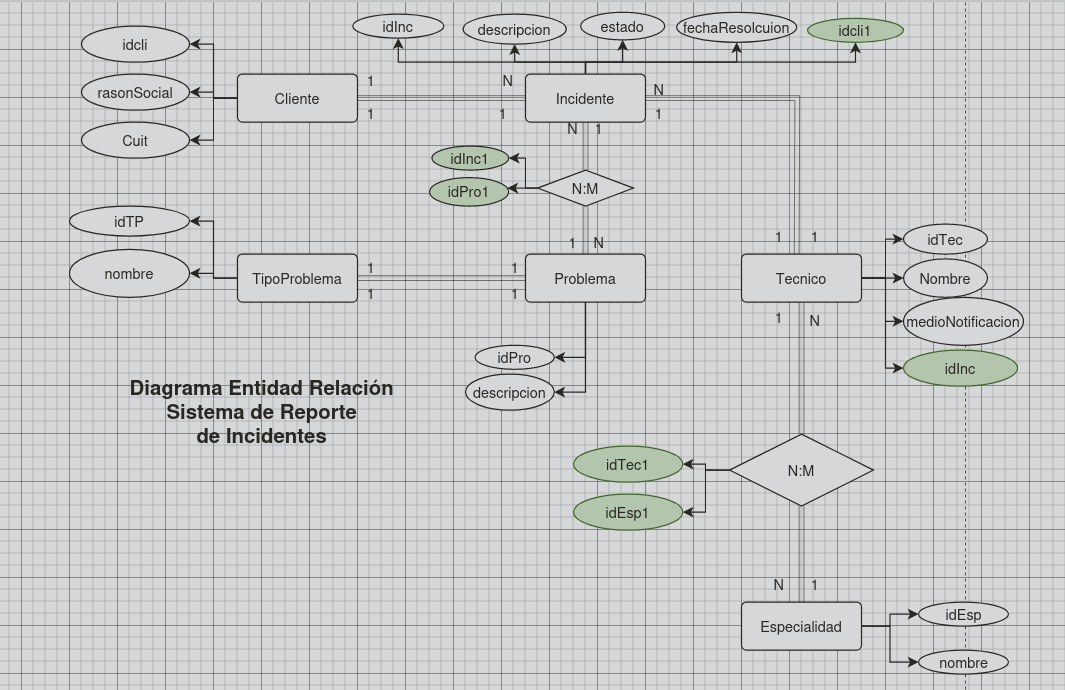 idInc
descripcion
estado
fechaResolcuion
idcli1
idcli
rasonSocial
Cuit
Cliente
1
1
N
1
Incidente
N
1
N 1
idInc1
idPro1
N:M
1 N
idTP
nombre
TipoProblema
1
1
1
1
Problema
1 1
Tecnico
idTec
Nombre
medioNotificacion
idInc
1 N
idPro
descripcion
Diagrama Entidad Relación
Sistema de Reporte
de Incidentes
idTec1
idEsp1
N:M
N 1
Especialidad
idEsp
nombre